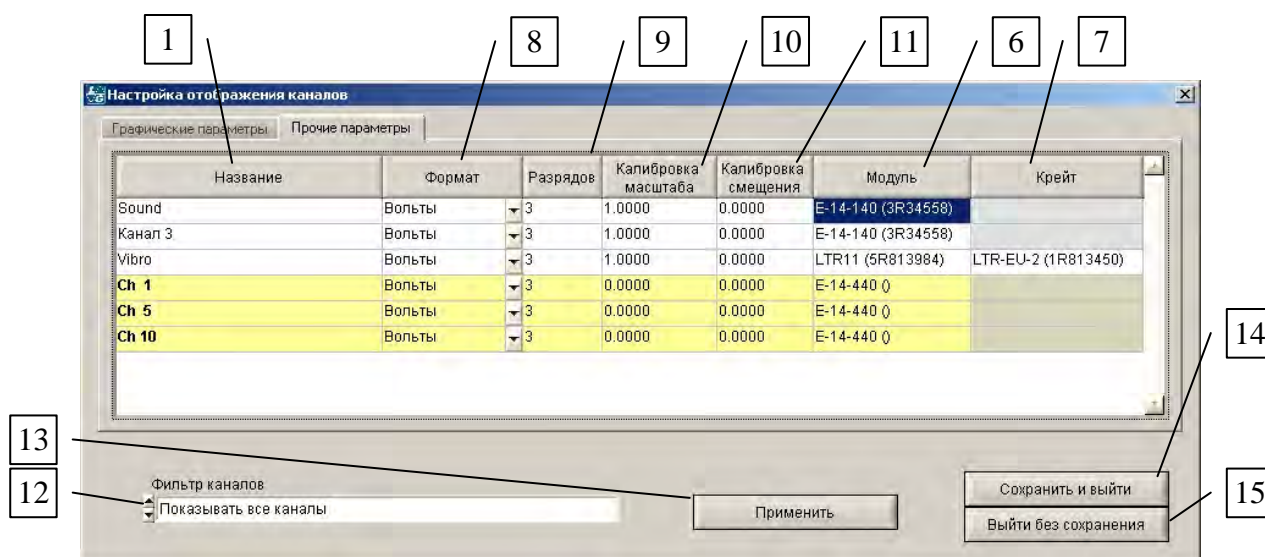 1 8 9 10 11 6 7
Настройка отображения каналов
Графические параметры Прочие параметры
Название Формат Разрядов Калибровка масштаба Калибровка смещения Модуль Крейт
Sound Вольты 3 1.0000 0.0000 E-14-140 (3R34558)
Канал 3 Вольты 3 1.0000 0.0000 E-14-140 (3R34558)
Vibro Вольты 3 1.0000 0.0000 LTR11 (5R813984) LTR-EU-2 (1R813450)
Ch 1 Вольты 3 0.0000 0.0000 E-14-440 ()
Ch 5 Вольты 3 0.0000 0.0000 E-14-440 ()
Ch 10 Вольты 3 0.0000 0.0000 E-14-440 ()
14
13
Фильтр каналов
12 Показывать все каналы
Применить
Сохранить и выйти
Выйти без сохранения
15